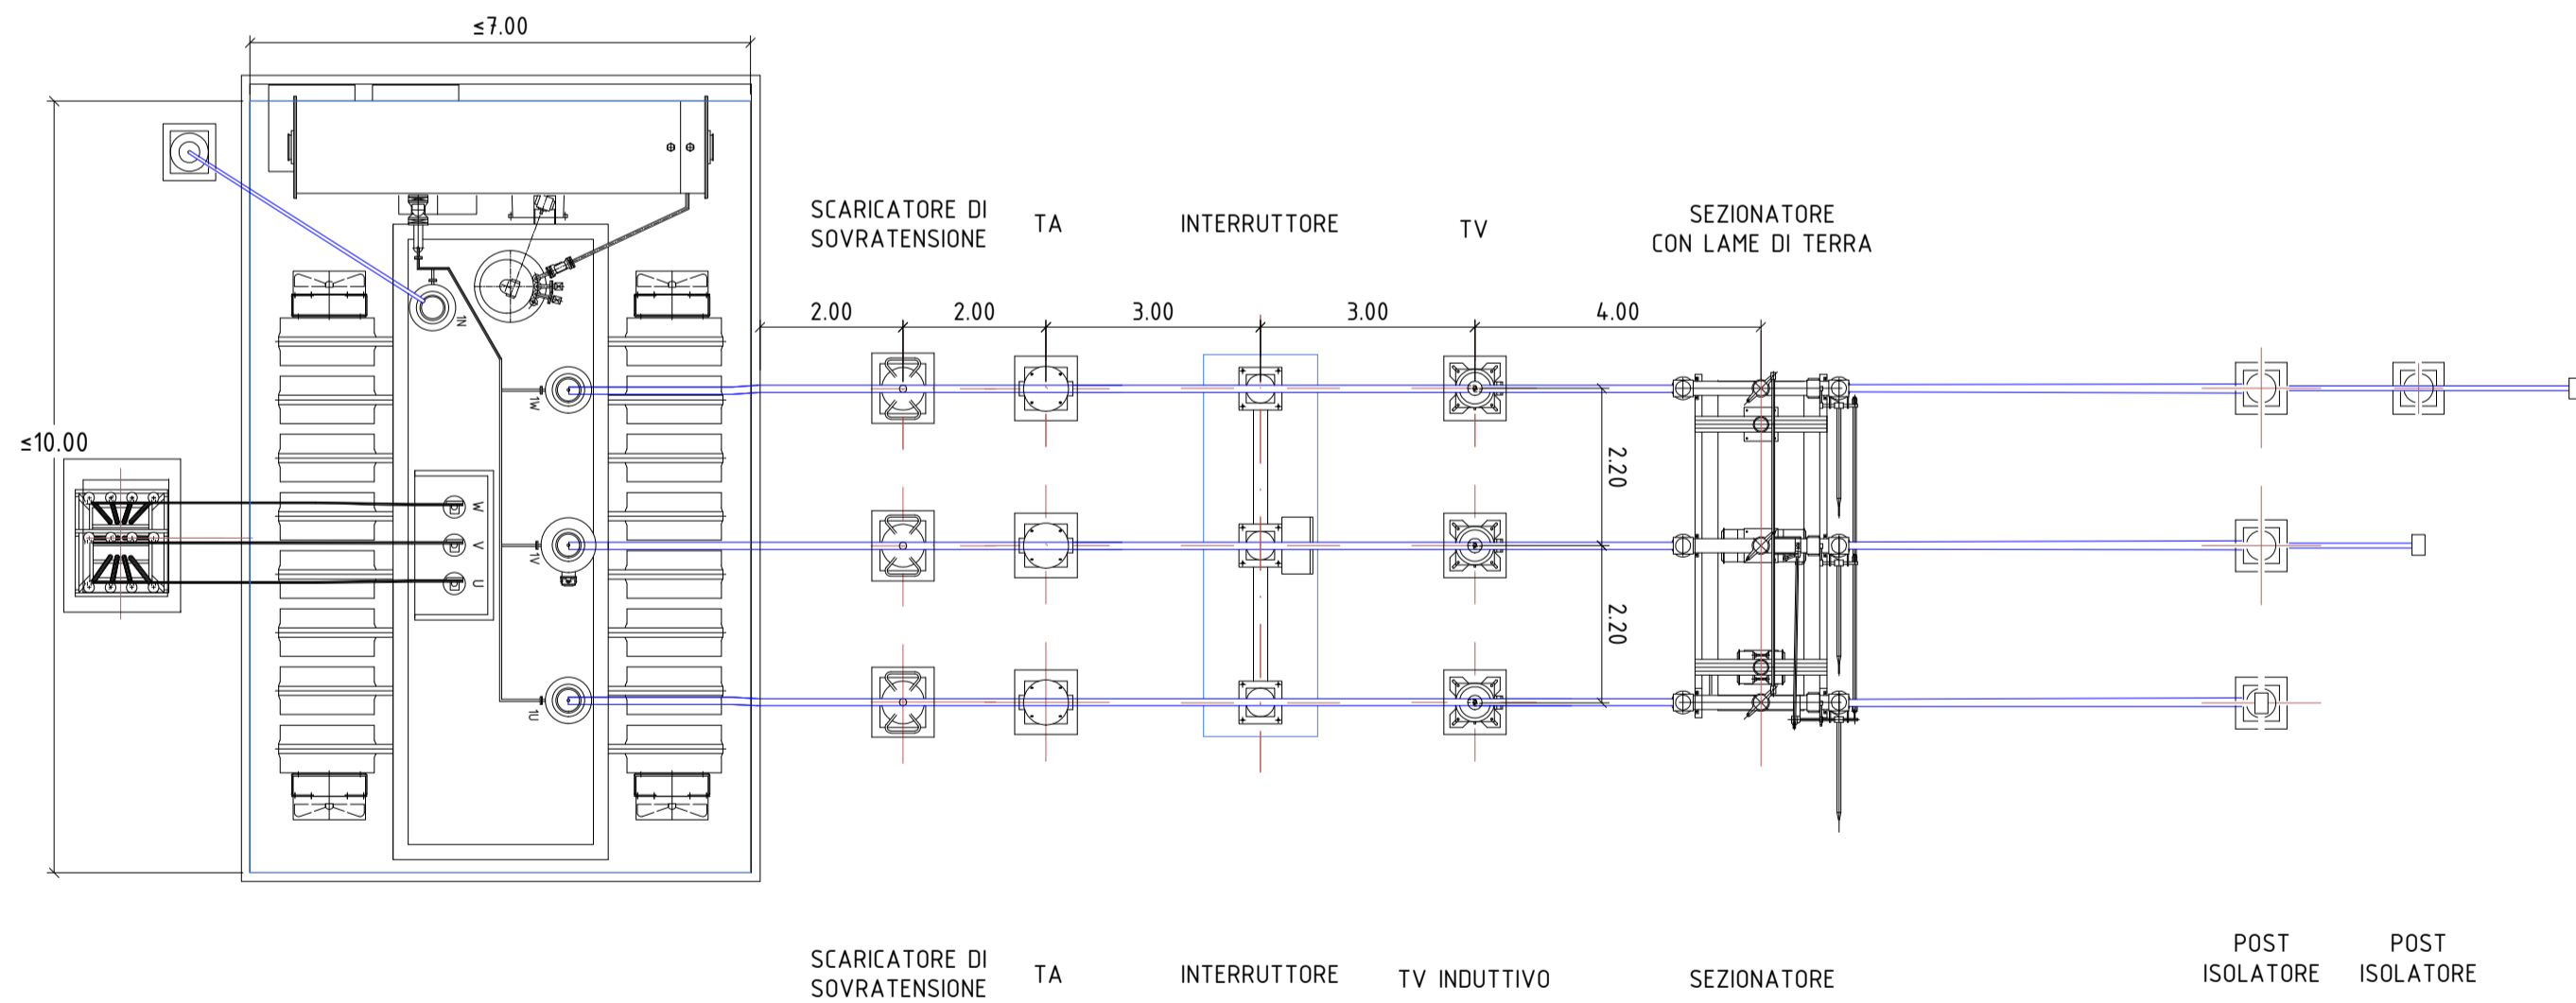 ≤7.00
SCARICATORE DI
SOVRATENSIONE
TA
INTERRUTTORE
TV
SEZIONATORE
CON LAME DI TERRA
2.00
2.00
3.00
3.00
4.00
1N
1W
≤10.00
2.20
W
V
1V
U
2.20
1U
SCARICATORE DI
SOVRATENSIONE
TA
INTERRUTTORE
TV INDUTTIVO
SEZIONATORE
POST
ISOLATORE
POST
ISOLATORE